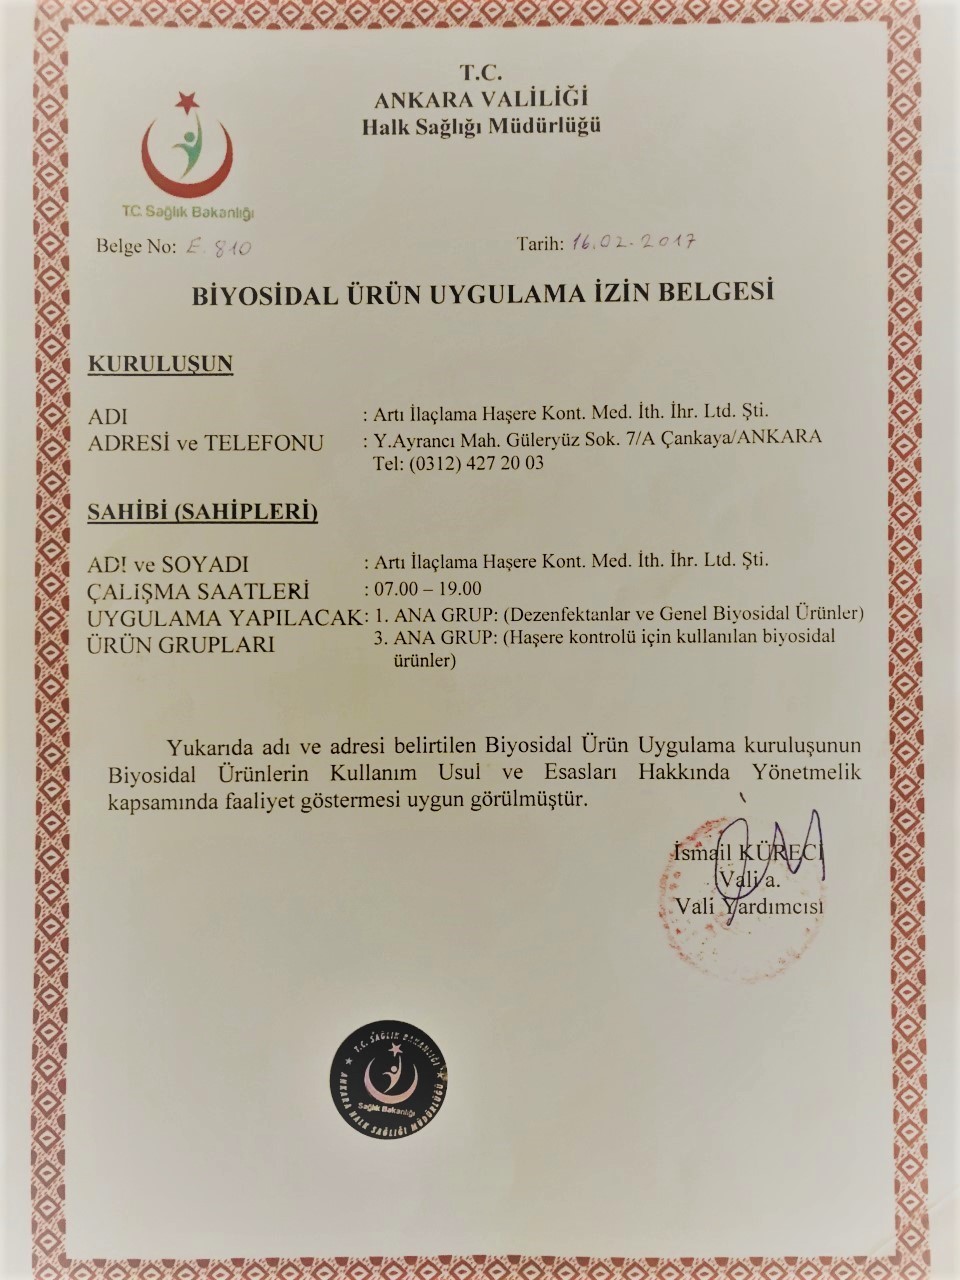 T.C.
ANKARA VALİLİĞİ
Halk Sağlığı Müdürlüğü
T.C. Sağlık Bakanlığı
Belge No: E. 810
Tarih: 16.02.2017
BİYOSİDAL ÜRÜN UYGULAMA İZİN BELGESİ
KURULUŞUN
ADI : Artı İlaçlama Haşere Kont. Med. İth. İhr. Ltd. Şti.
ADRESİ ve TELEFONU : Y.Ayrancı Mah. Güleryüz Sok. 7/A Çankaya/ANKARA
Tel: (0312) 427 20 03
SAHİBİ (SAHİPLERİ)
ADI ve SOYADI : Artı İlaçlama Haşere Kont. Med. İth. İhr. Ltd. Şti.
ÇALIŞMA SAATLERİ : 07.00 – 19.00
UYGULAMA YAPILACAK: 1. ANA GRUP: (Dezenfektanlar ve Genel Biyosidal Ürünler)
ÜRÜN GRUPLARI 3. ANA GRUP: (Haşere kontrolü için kullanılan biyosidal
ürünler)
Yukarıda adı ve adresi belirtilen Biyosidal Ürün Uygulama kuruluşunun
Biyosidal Ürünlerin Kullanım Usul ve Esasları Hakkında Yönetmelik
kapsamında faaliyet göstermesi uygun görülmüştür.
İsmail KÜRECİ
Vali a.
Vali Yardımcısı
T.C. SAĞLIK BAKANLIĞI
Sağlık Bakanlığı
ANKARA HALK SAĞLIĞI MÜDÜRLÜĞÜ